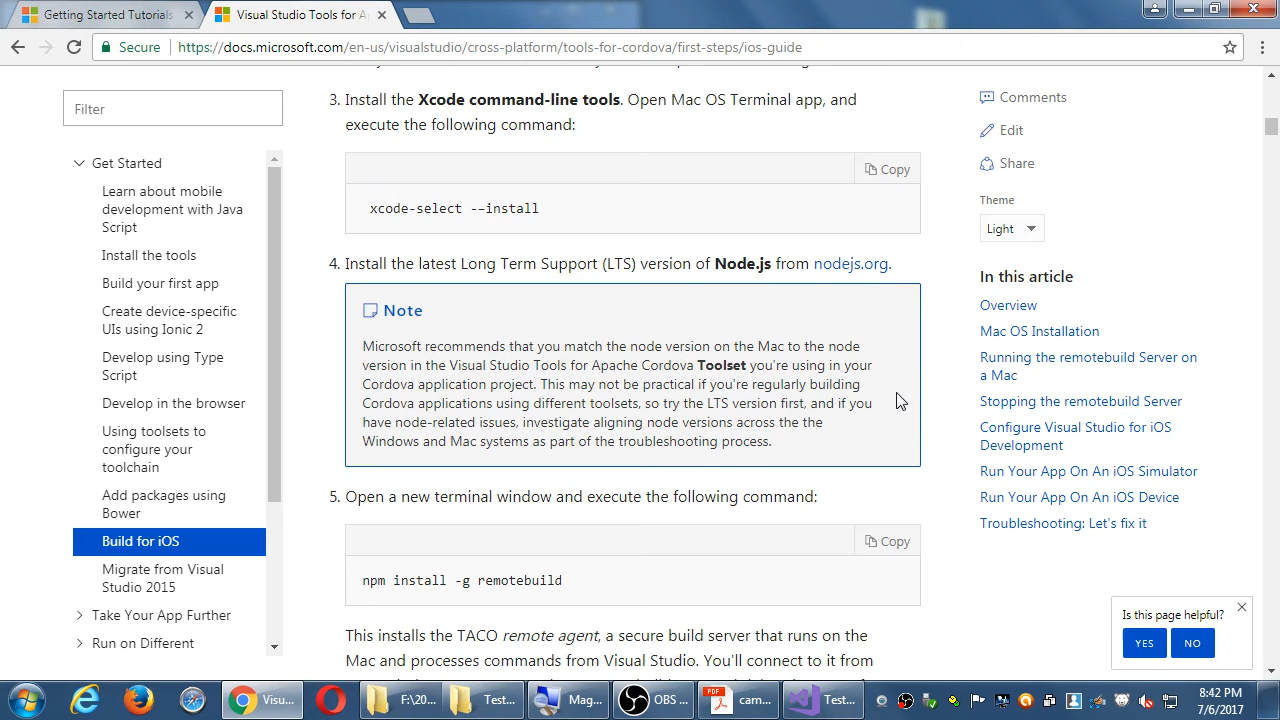 Getting Started Tutorials
Visual Studio Tools for A
Secure
https://docs.microsoft.com/en-us/visualstudio/cross-platform/tools-for-cordova/first-steps/ios-guide
Filter
Get Started
Learn about mobile
development with Java
Script
Install the tools
Build your first app
Create device-specific
UIs using Ionic 2
Develop using Type
Script
Develop in the browser
Using toolsets to
configure your
toolchain
Add packages using
Bower
Build for iOS
Migrate from Visual
Studio 2015
Take Your App Further
Run on Different
3. Install the Xcode command-line tools. Open Mac OS Terminal app, and
execute the following command:
Copy
xcode-select --install
4. Install the latest Long Term Support (LTS) version of Node.js from nodejs.org.
Note
Microsoft recommends that you match the node version on the Mac to the node
version in the Visual Studio Tools for Apache Cordova Toolset you're using in your
Cordova application project. This may not be practical if you're regularly building
Cordova applications using different toolsets, so try the LTS version first, and if you
have node-related issues, investigate aligning node versions across the the
Windows and Mac systems as part of the troubleshooting process.
5. Open a new terminal window and execute the following command:
Copy
npm install -g remotebuild
This installs the TACO remote agent, a secure build server that runs on the
Mac and processes commands from Visual Studio. You'll connect to it from
Comments
Edit
Share
Theme
Light
In this article
Overview
Mac OS Installation
Running the remotebuild Server on
a Mac
Stopping the remotebuild Server
Configure Visual Studio for iOS
Development
Run Your App On An iOS Simulator
Run Your App On An iOS Device
Troubleshooting: Let's fix it
Is this page helpful?
YES
NO
Visu...
F:\20...
Test...
Mag...
OBS ...
PDF
cam...
Test...
8:42 PM
7/6/2017